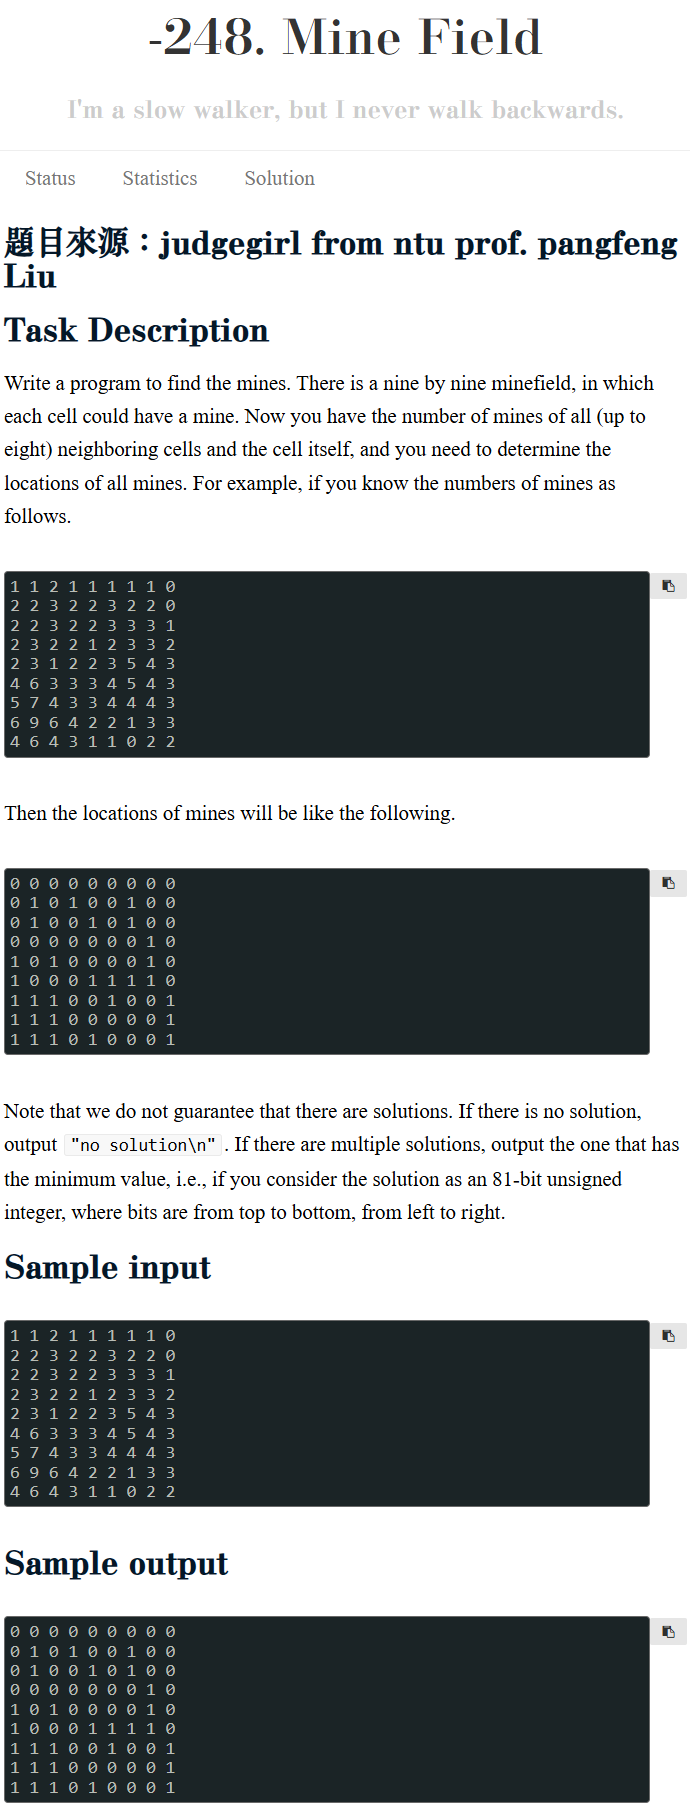 -248. Mine Field
I'm a slow walker, but I never walk backwards.
Status Statistics Solution
題目來源：judgegirl from ntu prof. pangfeng
Liu
Task Description
Write a program to find the mines. There is a nine by nine minefield, in which
each cell could have a mine. Now you have the number of mines of all (up to
eight) neighboring cells and the cell itself, and you need to determine the
locations of all mines. For example, if you know the numbers of mines as
follows.
1 1 2 1 1 1 1 1 0
2 2 3 2 2 3 2 2 0
2 2 3 2 2 3 3 3 1
2 3 2 2 1 2 3 3 2
2 3 1 2 2 3 5 4 3
4 6 3 3 3 4 5 4 3
5 7 4 3 3 4 4 4 3
6 9 6 4 2 2 1 3 3
4 6 4 3 1 1 0 2 2
Then the locations of mines will be like the following.
0 0 0 0 0 0 0 0 0
0 1 0 1 0 0 1 0 0
0 1 0 0 1 0 1 0 0
0 0 0 0 0 0 0 1 0
1 0 1 0 0 0 0 1 0
1 0 0 0 1 1 1 1 0
1 1 1 0 0 1 0 0 1
1 1 1 0 0 0 0 0 1
1 1 1 0 1 0 0 0 1
Note that we do not guarantee that there are solutions. If there is no solution,
output "no solution\n" . If there are multiple solutions, output the one that has
the minimum value, i.e., if you consider the solution as an 81-bit unsigned
integer, where bits are from top to bottom, from left to right.
Sample input
1 1 2 1 1 1 1 1 0
2 2 3 2 2 3 2 2 0
2 2 3 2 2 3 3 3 1
2 3 2 2 1 2 3 3 2
2 3 1 2 2 3 5 4 3
4 6 3 3 3 4 5 4 3
5 7 4 3 3 4 4 4 3
6 9 6 4 2 2 1 3 3
4 6 4 3 1 1 0 2 2
Sample output
0 0 0 0 0 0 0 0 0
0 1 0 1 0 0 1 0 0
0 1 0 0 1 0 1 0 0
0 0 0 0 0 0 0 1 0
1 0 1 0 0 0 0 1 0
1 0 0 0 1 1 1 1 0
1 1 1 0 0 1 0 0 1
1 1 1 0 0 0 0 0 1
1 1 1 0 1 0 0 0 1